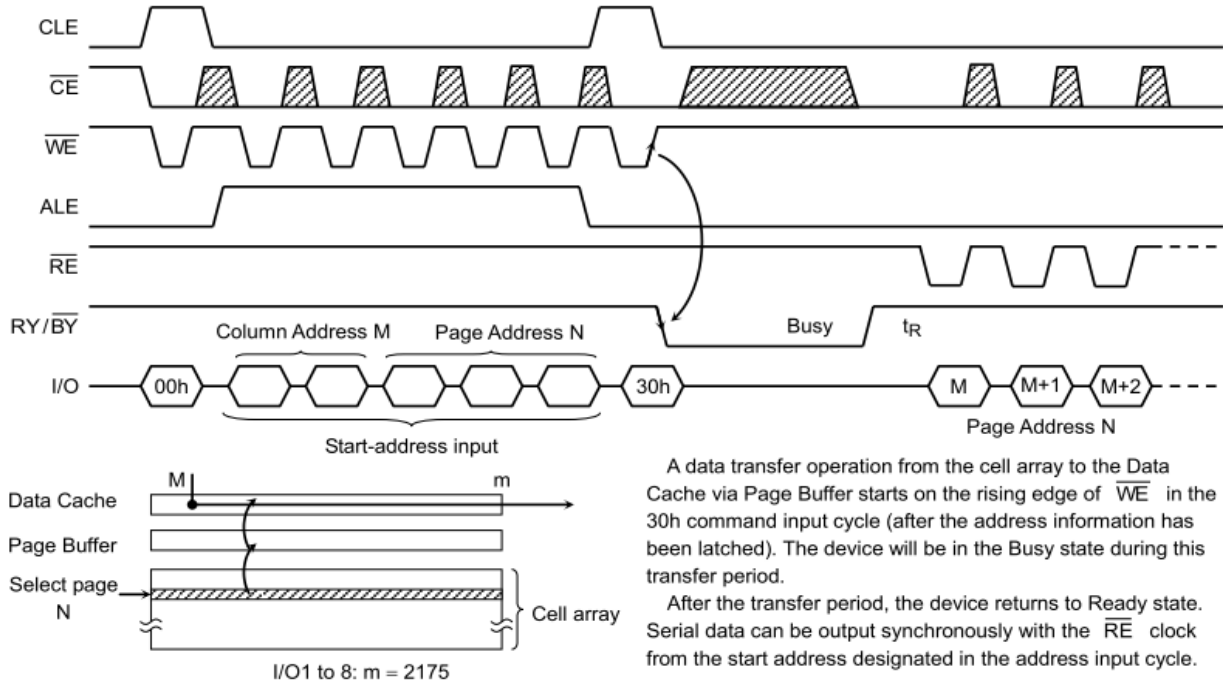 CLE
CE
WE
ALE
RE
RY/BY
Busy
tR
Column Address M
Page Address N
I/O
00h
30h
M
M+1
M+2
Start-address input
Page Address N
M
m
Data Cache
Page Buffer
Select page
N
Cell array
I/O1 to 8: m = 2175
A data transfer operation from the cell array to the Data
Cache via Page Buffer starts on the rising edge of WE in the
30h command input cycle (after the address information has
been latched). The device will be in the Busy state during this
transfer period.
After the transfer period, the device returns to Ready state.
Serial data can be output synchronously with the RE clock
from the start address designated in the address input cycle.